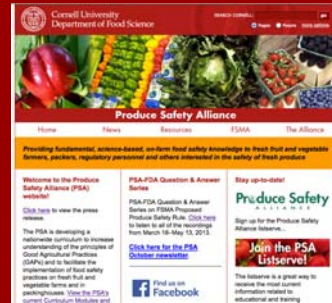 Cornell University
Department of Food Science
SEARCH CORNELL:
Pages People more options
Produce Safety Alliance
Home News Resources FSMA The Alliance
Providing fundamental, science-based, on-farm food safety knowledge to fresh fruit and vegetable
farmers, packers, regulatory personnel and others interested in the safety of fresh produce
Welcome to the Produce
Safety Alliance (PSA)
website!
Click here to view the press
release.
The PSA is developing a
nationwide curriculum to increase
understanding of the principles of
Good Agricultural Practices
(GAPs) and to facilitate the
implementation of food safety
practices on fresh fruit and
vegetable farms and in
packinghouses. View the PSA's
current Curriculum Modules and
PSA-FDA Question & Answer
Series
PSA-FDA Question & Answer
Series on FSMA Proposed
Produce Safety Rule. Click here
to listen to all of the recordings
from March 18-May 13, 2013.
Click here for the PSA
October newsletter.
Find us on
Facebook
Stay up-to-date!
Produce Safety
ALLIANCE
Sign up for the Produce Safety
Alliance listserve...
Join the PSA
Listserve!
The listserve is a great way to
receive the most current
information related to
educational and training